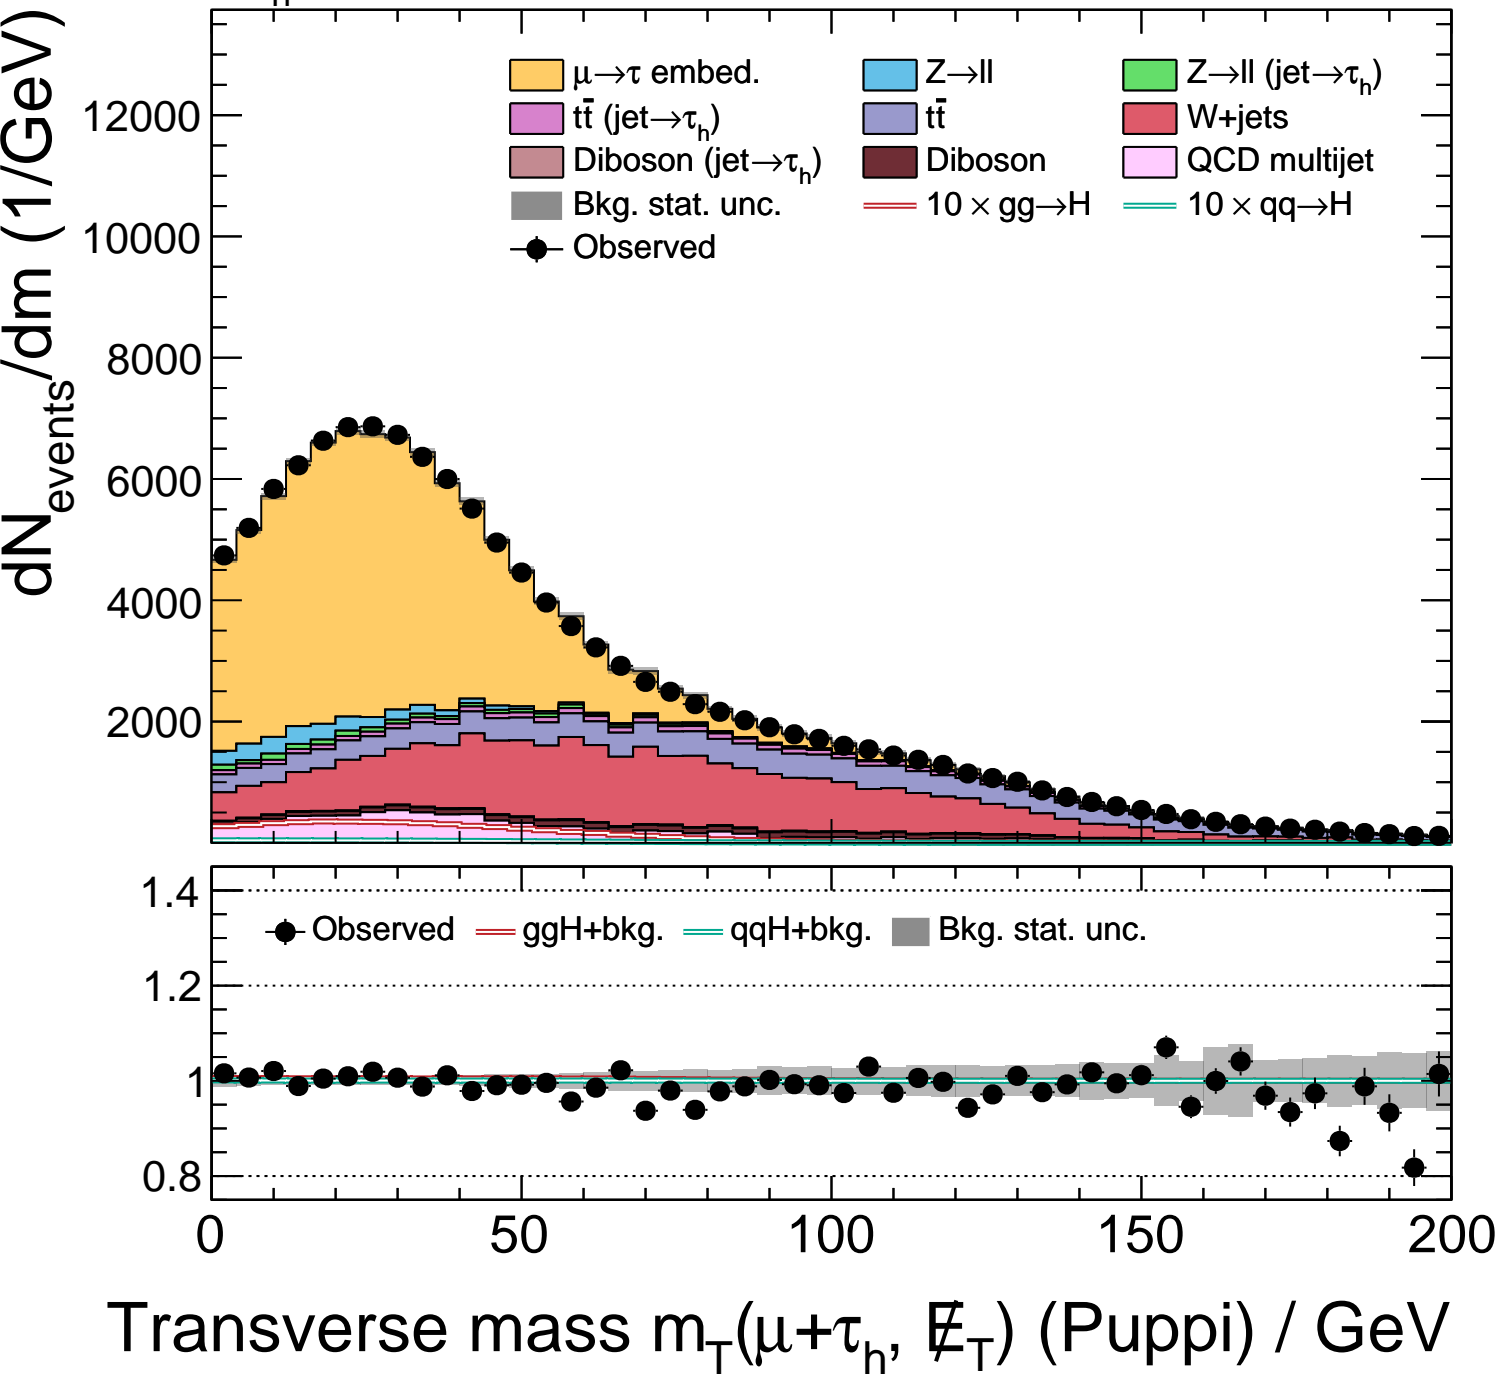 dN_events/dm (1/GeV)
12000
10000
8000
6000
4000
2000
μ→τ embed. Z→ll Z→ll (jet→τ_h)
tt̄ (jet→τ_h) tt̄ W+jets
Diboson (jet→τ_h) Diboson QCD multijet
Bkg. stat. unc. 10 × gg→H 10 × qq→H
Observed
1.4
1.2
1
0.8
Observed ggH+bkg. qqH+bkg. Bkg. stat. unc.
0 50 100 150 200
Transverse mass m_T(μ+τ_h, E̸_T) (Puppi) / GeV